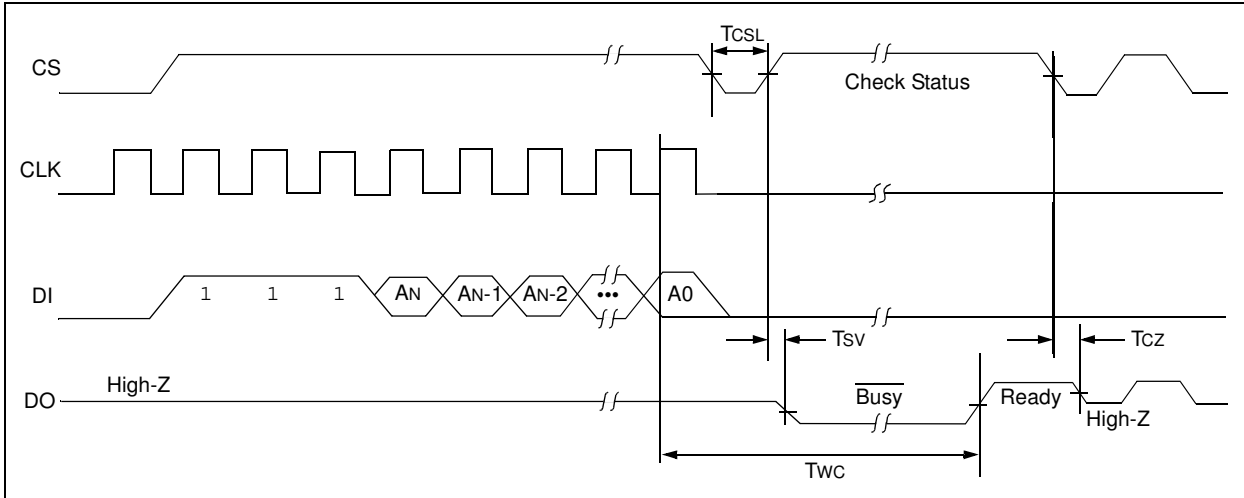 TCSL
CS
Check Status
CLK
DI
1 1 1 AN AN-1 AN-2 ••• A0
TSV
TCZ
High-Z
DO
Busy
Ready
High-Z
TWC